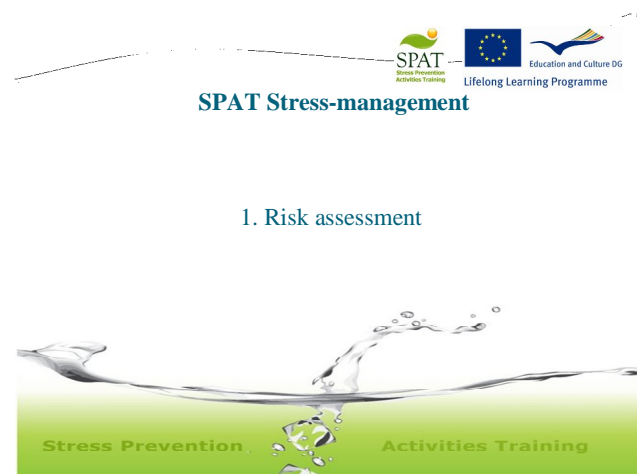 SPAT
Stress Prevention
Activities Training
Education and Culture DG
Lifelong Learning Programme
SPAT Stress-management
1. Risk assessment
Stress Prevention Activities Training